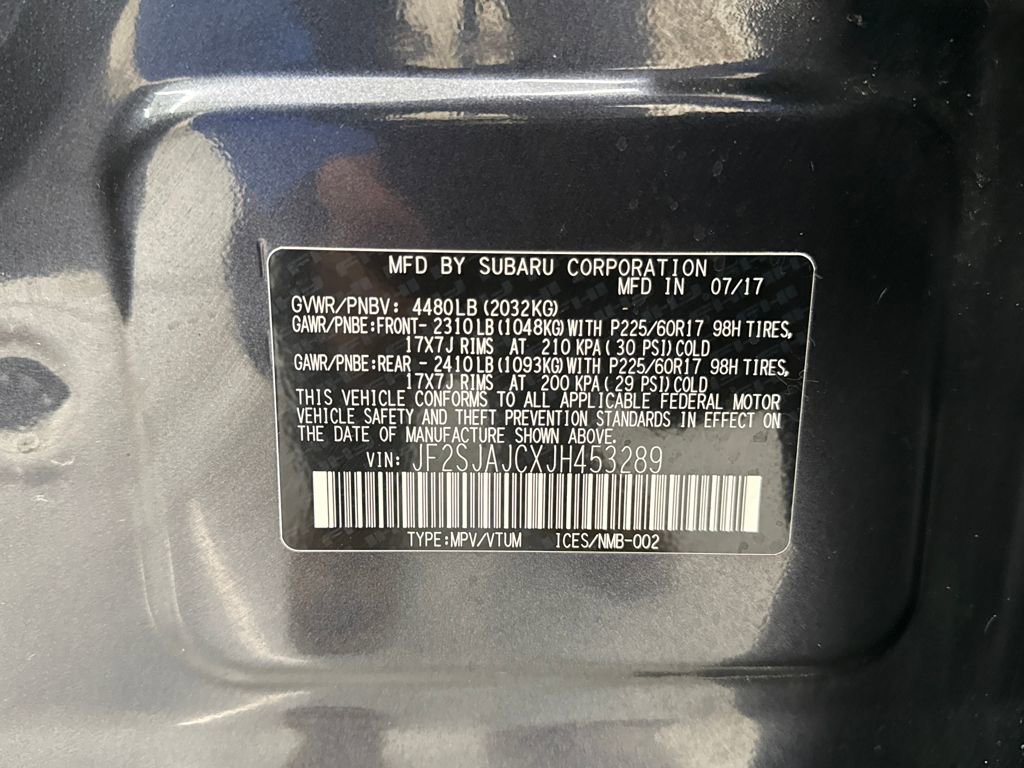 MFD BY SUBARU CORPORATION
MFD IN 07/17
GVWR/PNBV: 4480LB(2032KG)
GAWR/PNBE:FRONT- 2310LB(1048KG)WITH P225/60R17 98H TIRES,
17X7J RIMS AT 210 KPA( 30 PSI)COLD
GAWR/PNBE:REAR - 2410LB(1093KG)WITH P225/60R17 98H TIRES,
17X7J RIMS AT 200 KPA( 29 PSI)COLD
THIS VEHICLE CONFORMS TO ALL APPLICABLE FEDERAL MOTOR
VEHICLE SAFETY AND THEFT PREVENTION STANDARDS IN EFFECT ON
THE DATE OF MANUFACTURE SHOWN ABOVE.
VIN: JF2SJAJCXJH453289
TYPE:MPV/VTUM ICES/NMB-002